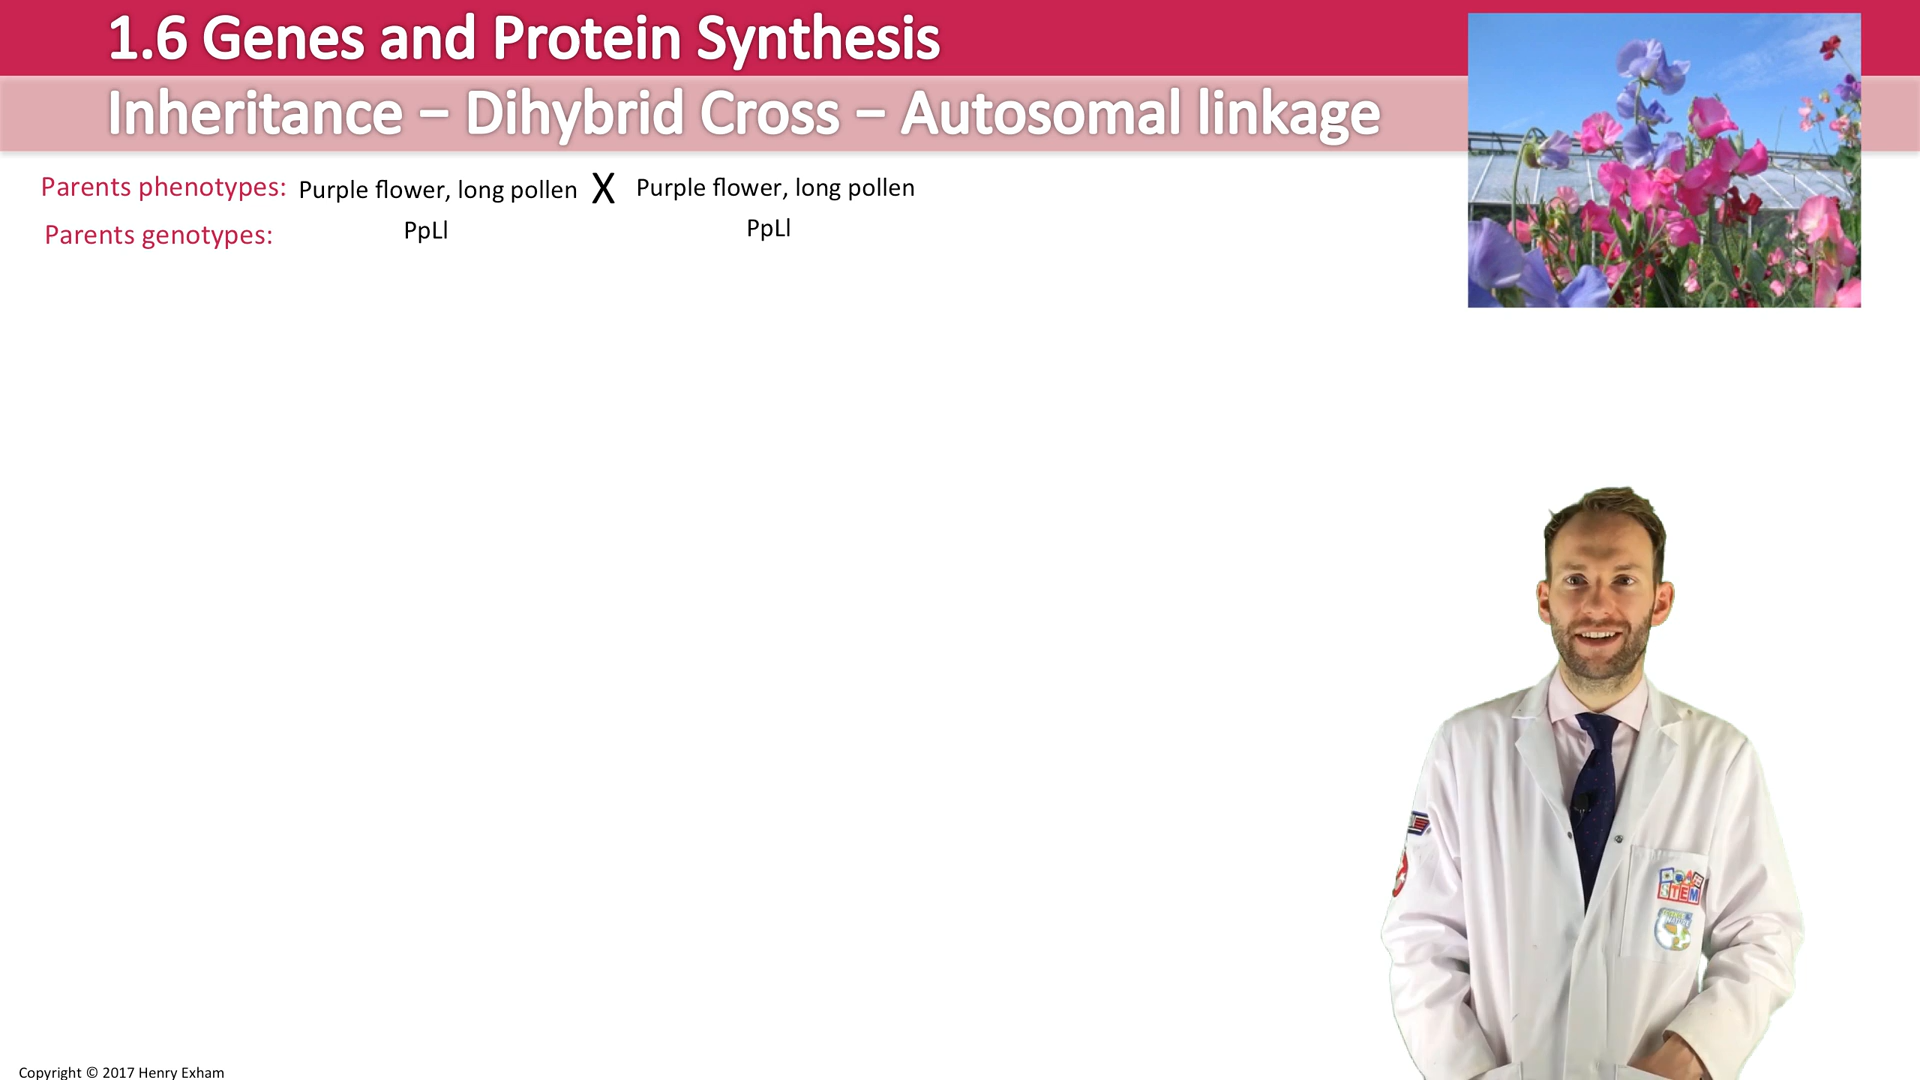 1.6 Genes and Protein Synthesis
Inheritance – Dihybrid Cross – Autosomal linkage
Parents phenotypes: Purple flower, long pollen X Purple flower, long pollen
Parents genotypes: PpLl PpLl
STEM
Copyright © 2017 Henry Exham